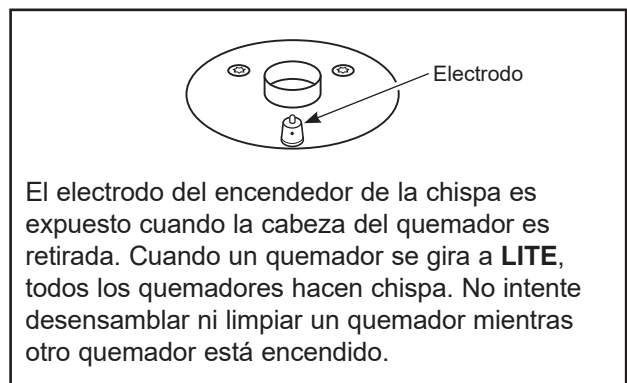 Electrodo
El electrodo del encendedor de la chispa es
expuesto cuando la cabeza del quemador es
retirada. Cuando un quemador se gira a LITE,
todos los quemadores hacen chispa. No intente
desensamblar ni limpiar un quemador mientras
otro quemador está encendido.